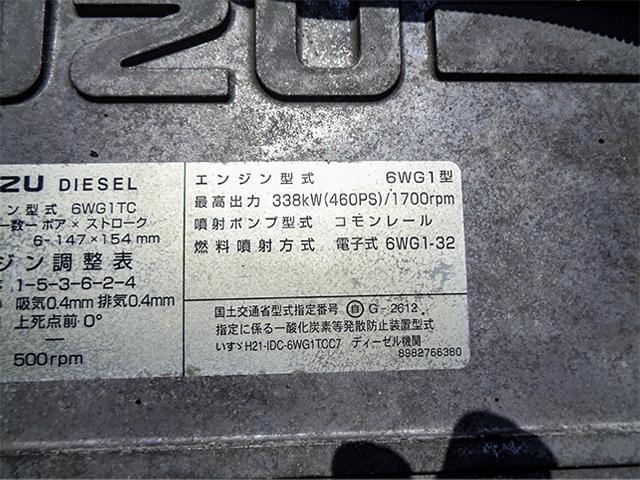 UZU
ZU DIESEL
ン型式 6WG1TC
数ー ボア× ストローク
6-147×154mm
ジン調整表
1-5-3-6-2-4
吸気0.4mm 排気0.4mm
上死点前 0°
—
500rpm
エンジン型式 6WG1型
最高出力 338kW(460PS)/1700rpm
噴射ポンプ型式 コモンレール
燃料噴射方式 電子式 6WG1-32
国土交通省型式指定番号 自 G-2612
指定に係る一酸化炭素等発散防止装置型式
いすゞH21-IDC-6WG1TCC7 ディーゼル機関
8982766380